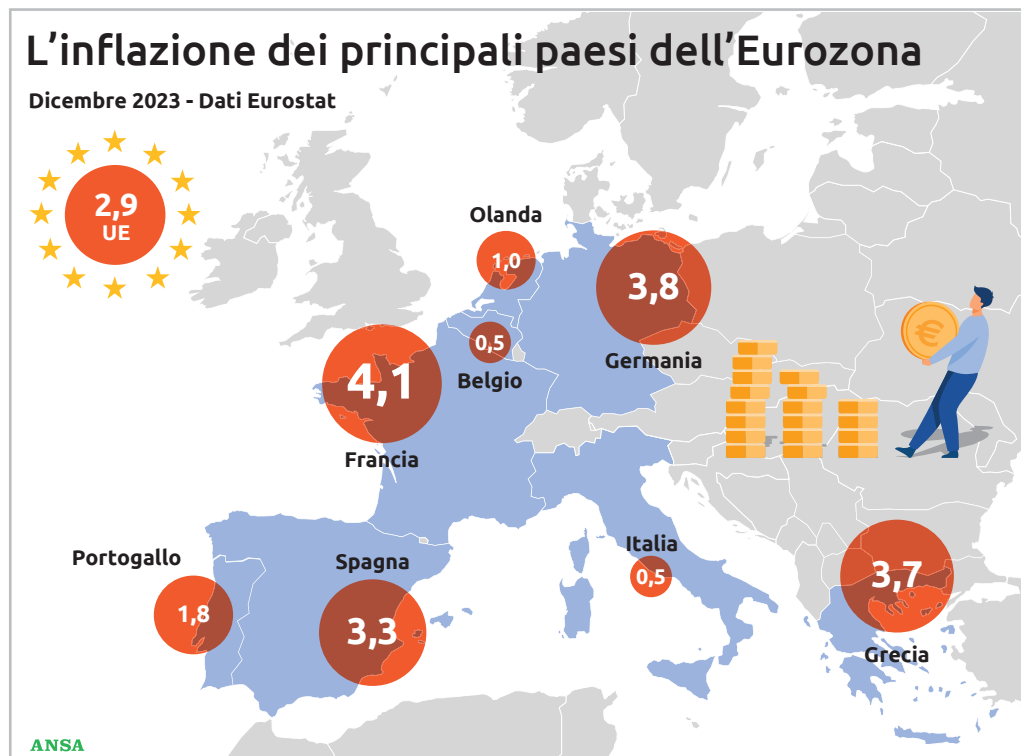 L'inflazione dei principali paesi dell'Eurozona
Dicembre 2023 - Dati Eurostat
2,9
UE
Olanda
1,0
3,8
Germania
0,5
Belgio
4,1
Francia
€
Portogallo
1,8
Spagna
3,3
Italia
0,5
3,7
Grecia
ANSA